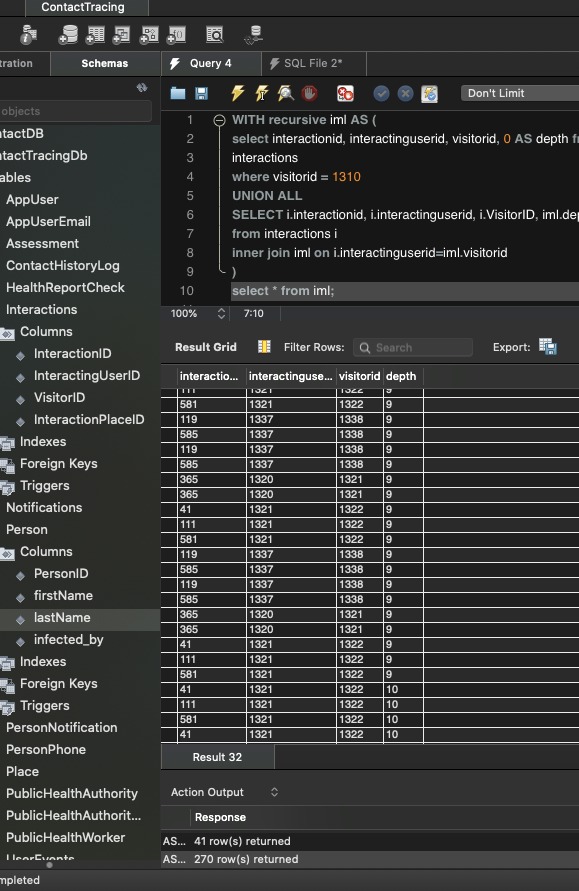 ContactTracing
tration
Schemas
Query 4
SQL File 2*
objects
Don't Limit
ntactDB
ntactTracingDb
ables
AppUser
AppUserEmail
Assessment
ContactHistoryLog
HealthReportCheck
Interactions
Columns
InteractionID
InteractingUserID
VisitorID
InteractionPlaceID
Indexes
Foreign Keys
Triggers
Notifications
Person
Columns
PersonID
firstName
lastName
infected_by
Indexes
Foreign Keys
Triggers
PersonNotification
PersonPhone
Place
PublicHealthAuthority
PublicHealthAuthorit...
PublicHealthWorker
UserEvents
mpleted
1 WITH recursive iml AS (
2 select interactionid, interactinguserid, visitorid, 0 AS depth fr
3 interactions
4 where visitorid = 1310
5 UNION ALL
6 SELECT i.interactionid, i.interactinguserid, i.VisitorID, iml.dep
7 from interactions i
8 inner join iml on i.interactinguserid=iml.visitorid
9 )
10 select * from iml;
100% 7:10
Result Grid Filter Rows: Search Export:
interactio... interactinguse... visitorid depth
111 1321 1322 9
581 1321 1322 9
119 1337 1338 9
585 1337 1338 9
119 1337 1338 9
585 1337 1338 9
365 1320 1321 9
365 1320 1321 9
41 1321 1322 9
111 1321 1322 9
581 1321 1322 9
119 1337 1338 9
585 1337 1338 9
119 1337 1338 9
585 1337 1338 9
365 1320 1321 9
365 1320 1321 9
41 1321 1322 9
111 1321 1322 9
581 1321 1322 9
41 1321 1322 10
111 1321 1322 10
581 1321 1322 10
41 1321 1322 10
Result 32
Action Output
Response
AS... 41 row(s) returned
AS... 270 row(s) returned